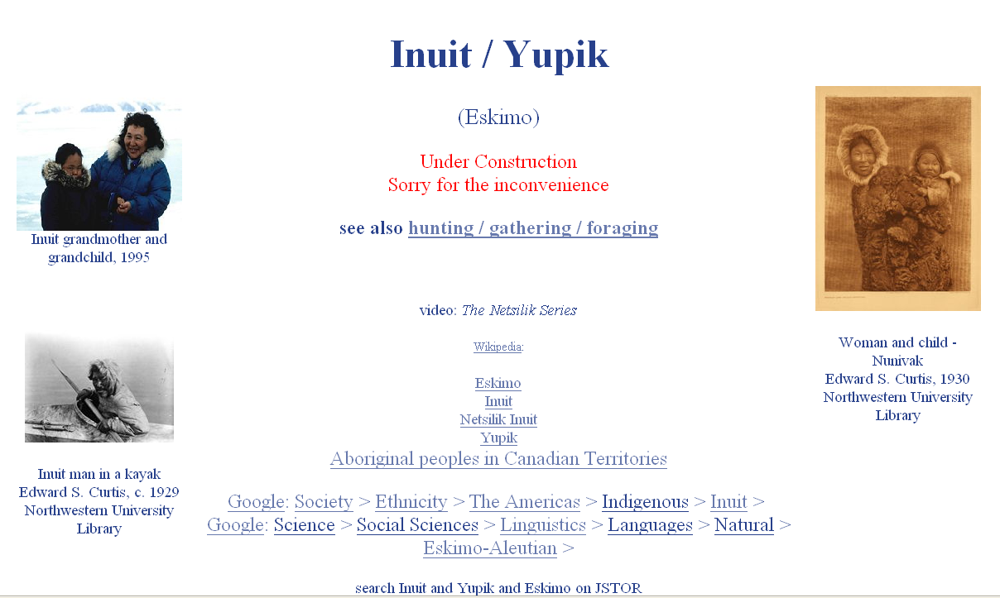 Inuit / Yupik
(Eskimo)
Under Construction
Sorry for the inconvenience
see also hunting / gathering / foraging
Inuit grandmother and
grandchild, 1995
video: The Netsilik Series
Wikipedia:
Eskimo
Inuit
Netsilik Inuit
Yupik
Aboriginal peoples in Canadian Territories
Woman and child -
Nunivak
Edward S. Curtis, 1930
Northwestern University
Library
Inuit man in a kayak
Edward S. Curtis, c. 1929
Northwestern University
Library
Google: Society > Ethnicity > The Americas > Indigenous > Inuit >
Google: Science > Social Sciences > Linguistics > Languages > Natural >
Eskimo-Aleutian >
search Inuit and Yupik and Eskimo on JSTOR